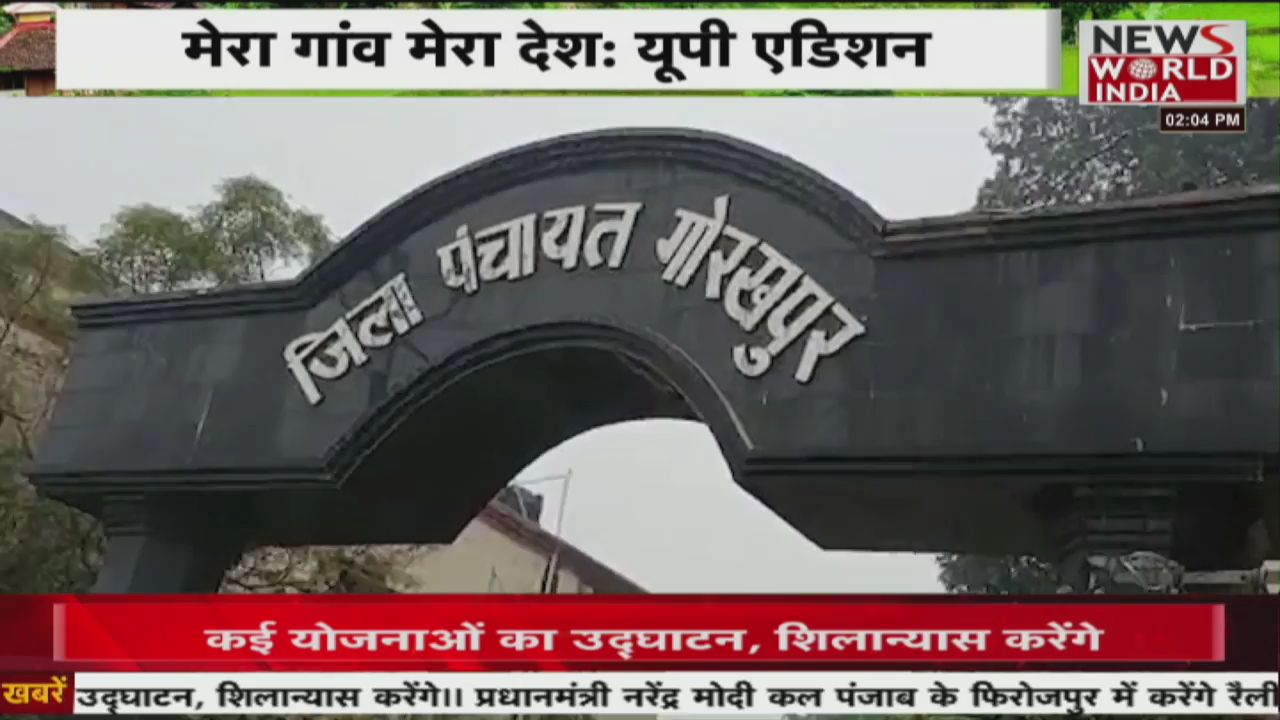 मेरा गांव मेरा देश: यूपी एडिशन
NEWS
WORLD
INDIA
02:04 PM
जिला पंचायत गोरखपुर
कई योजनाओं का उद्घाटन, शिलान्यास करेंगे
खबरें उद्घाटन, शिलान्यास करेंगे।। प्रधानमंत्री नरेंद्र मोदी कल पंजाब के फिरोजपुर में करेंगे रैली